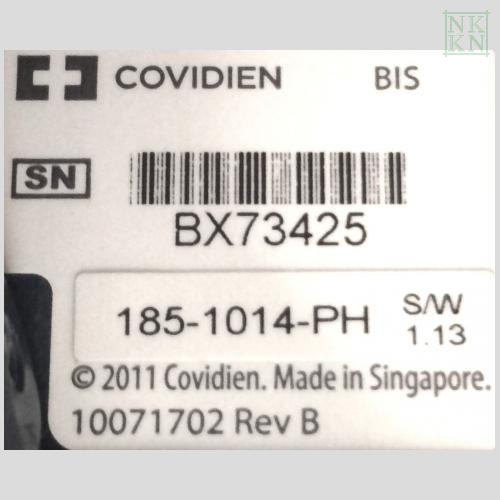 NK
KN
COVIDIEN BIS
SN
BX73425
185-1014-PH S/W
1.13
© 2011 Covidien. Made in Singapore.
10071702 Rev B